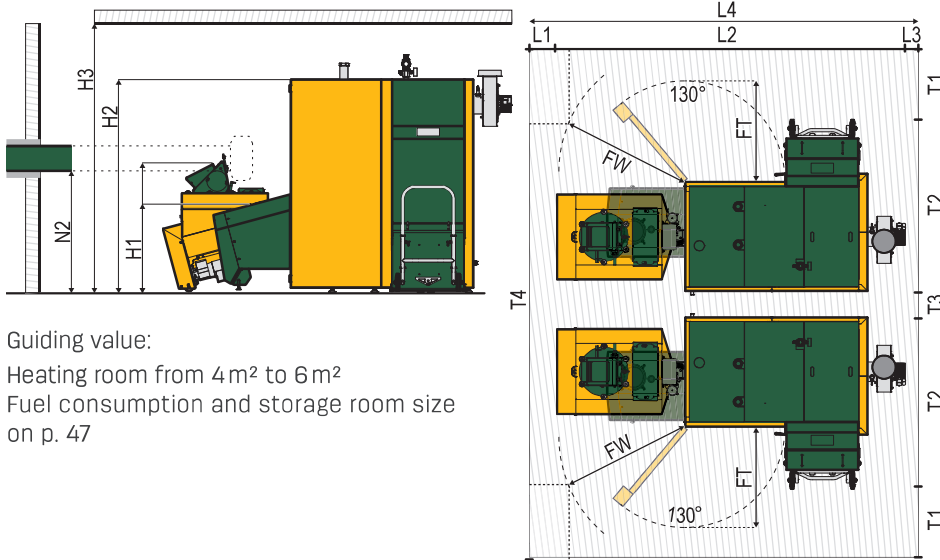 L4
L1
L2
L3
H3
H2
N2
H1
130°
FT
FW
T1
T2
T3
T4
T2
FW
FT
130°
T1
Guiding value:
Heating room from 4 m² to 6 m²
Fuel consumption and storage room size
on p. 47